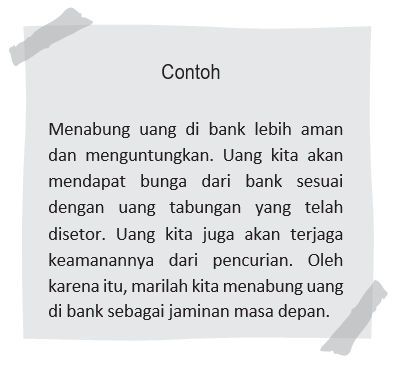 Contoh
Menabung uang di bank lebih aman
dan menguntungkan. Uang kita akan
mendapat bunga dari bank sesuai
dengan uang tabungan yang telah
disetor. Uang kita juga akan terjaga
keamanannya dari pencurian. Oleh
karena itu, marilah kita menabung uang
di bank sebagai jaminan masa depan.